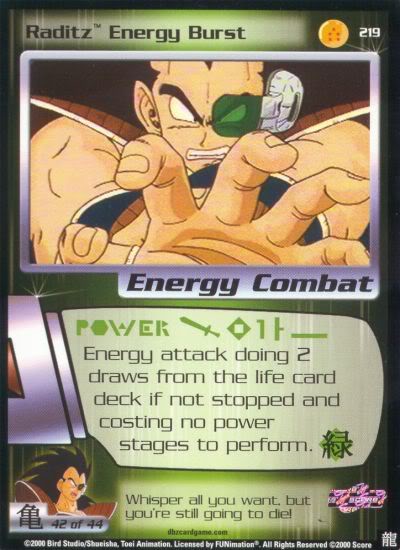 Raditz™ Energy Burst
219
Energy Combat
POWER
Energy attack doing 2
draws from the life card
deck if not stopped and
costing no power
stages to perform.
緑
SCORE
Whisper all you want, but
you're still going to die!
亀
42 of 44
dbzcardgame.com
龍
©2000 Bird Studio/Shueisha, Toei Animation. Licensed by FUNimation®. All Rights Reserved. ©2000 Score